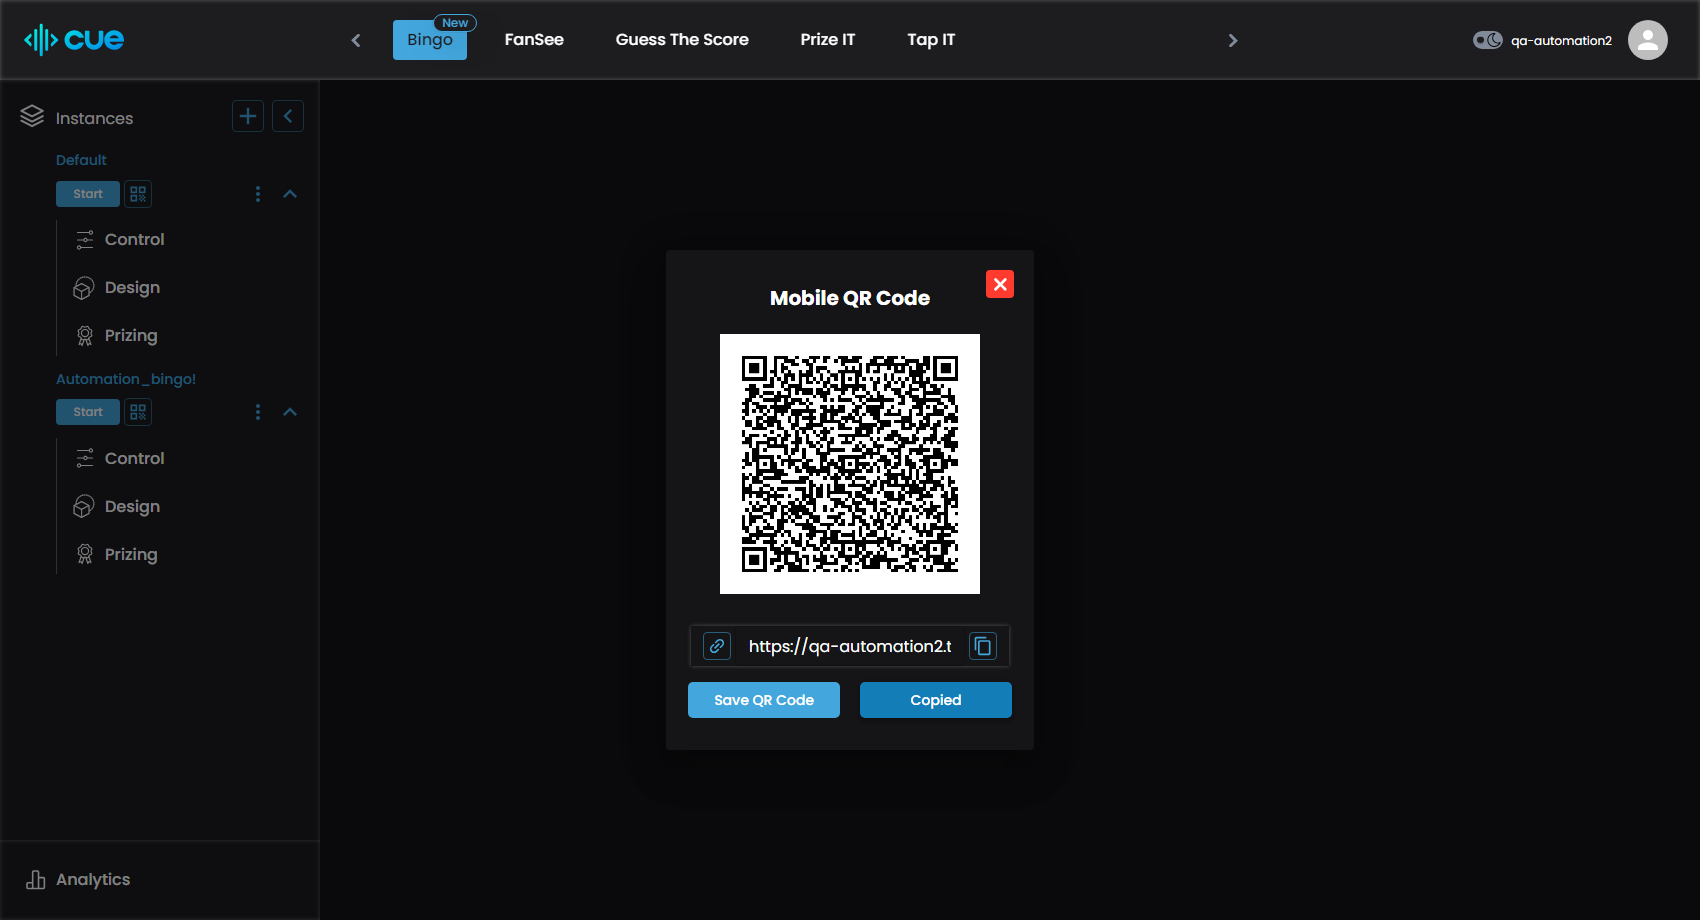 cue
Bingo
New
FanSee
Guess The Score
Prize IT
Tap IT
qa-automation2
Instances
Default
Start
Control
Design
Prizing
Automation_bingo!
Start
Control
Design
Prizing
Analytics
Mobile QR Code
https://qa-automation2.t
Save QR Code
Copied